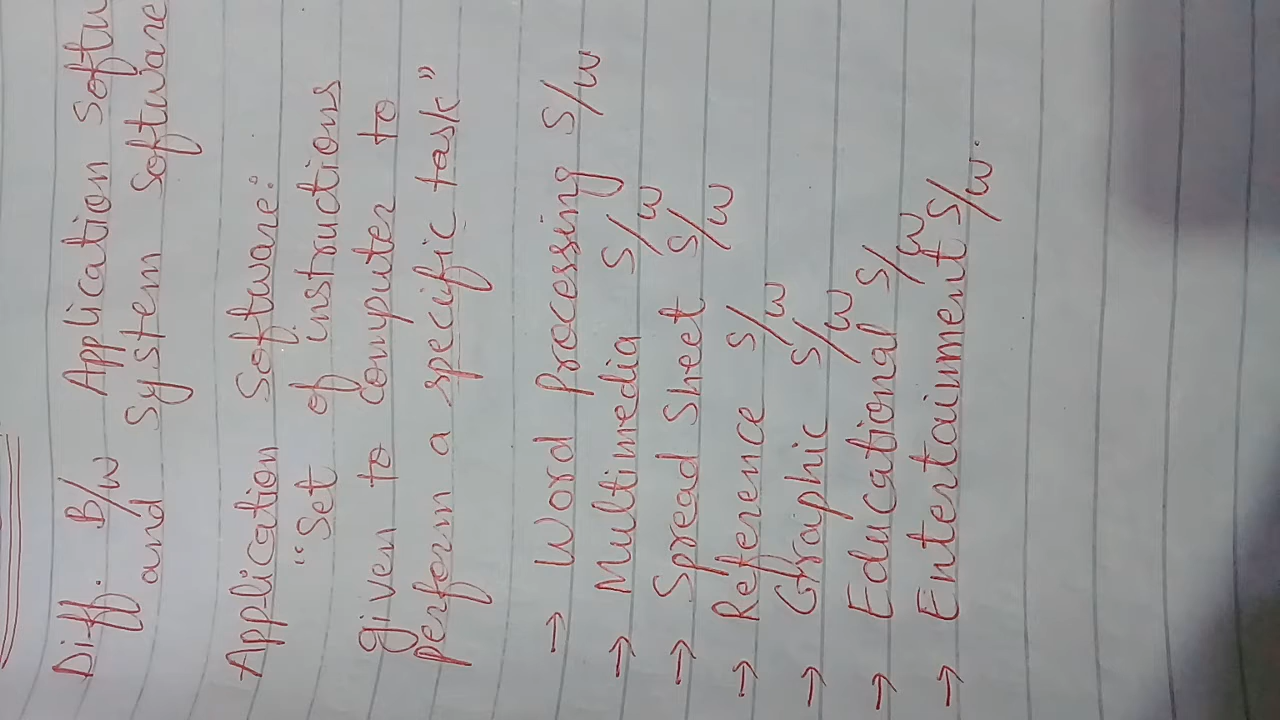 Diff. B/w Application Softw
and System Software
Application Software:
"Set of instructions
given to computer to
perform a specific task"
→ Word Processing S/w
→ Multimedia S/w
→ Spread Sheet S/w
→ Reference S/w
→ Graphic S/w
→ Educational S/w
→ Entertainment S/w.